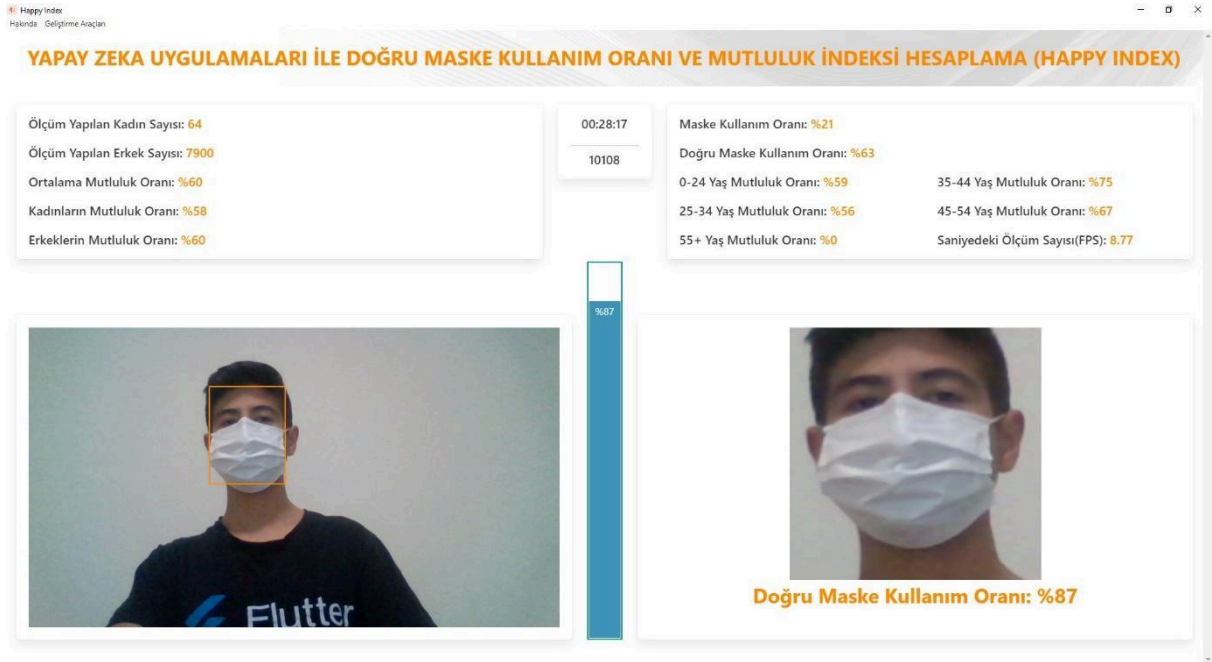 Happy Index
Hakında Geliştirme Araçları
YAPAY ZEKA UYGULAMALARI İLE DOĞRU MASKE KULLANIM ORANI VE MUTLULUK İNDEKSİ HESAPLAMA (HAPPY INDEX)
Ölçüm Yapılan Kadın Sayısı: 64
Ölçüm Yapılan Erkek Sayısı: 7900
Ortalama Mutluluk Oranı: %60
Kadınların Mutluluk Oranı: %58
Erkeklerin Mutluluk Oranı: %60
00:28:17
10108
Maske Kullanım Oranı: %21
Doğru Maske Kullanım Oranı: %63
0-24 Yaş Mutluluk Oranı: %59 35-44 Yaş Mutluluk Oranı: %75
25-34 Yaş Mutluluk Oranı: %56 45-54 Yaş Mutluluk Oranı: %67
55+ Yaş Mutluluk Oranı: %0 Saniyedeki Ölçüm Sayısı(FPS): 8.77
%87
Flutter
Doğru Maske Kullanım Oranı: %87